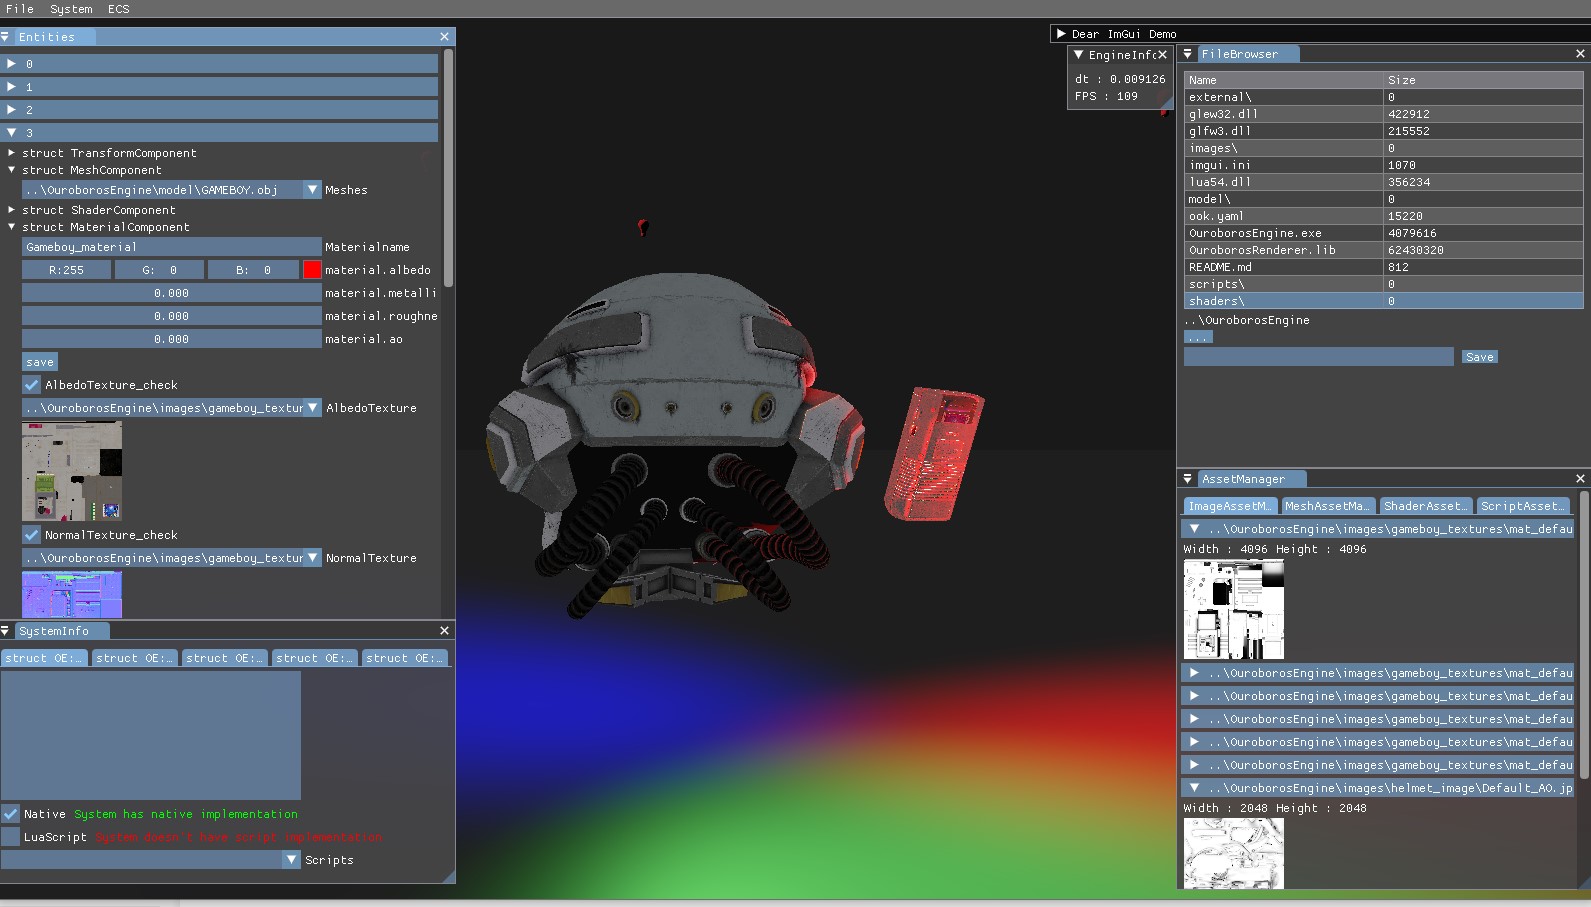 File System ECS
Entities
0
1
2
3
struct TransformComponent
struct MeshComponent
..\OuroborosEngine\model\GAMEBOY.obj Meshes
struct ShaderComponent
struct MaterialComponent
Gameboy_material Materialname
R:255 G: 0 B: 0 material.albedo
0.000 material.metalli
0.000 material.roughne
0.000 material.ao
save
AlbedoTexture_check
..\OuroborosEngine\images\gameboy_textur AlbedoTexture
NormalTexture_check
..\OuroborosEngine\images\gameboy_textur NormalTexture
SystemInfo
struct OE:... struct OE:... struct OE:... struct OE:... struct OE:...
Native System has native implementation
LuaScript System doesn't have script implementation
Scripts
Dear ImGui Demo
EngineInfo
dt : 0.009126
FPS : 109
FileBrowser
Name Size
external\ 0
glew32.dll 422912
glfw3.dll 215552
images\ 0
imgui.ini 1070
lua54.dll 356234
model\ 0
ook.yaml 15220
OuroborosEngine.exe 4079616
OuroborosRenderer.lib 62430320
README.md 812
scripts\ 0
shaders\ 0
..\OuroborosEngine
...
Save
AssetManager
ImageAssetM... MeshAssetMa... ShaderAsset... ScriptAsset...
..\OuroborosEngine\images\gameboy_textures\mat_defau
Width : 4096 Height : 4096
..\OuroborosEngine\images\gameboy_textures\mat_defau
..\OuroborosEngine\images\gameboy_textures\mat_defau
..\OuroborosEngine\images\gameboy_textures\mat_defau
..\OuroborosEngine\images\gameboy_textures\mat_defau
..\OuroborosEngine\images\gameboy_textures\mat_defau
..\OuroborosEngine\images\helmet_image\Default_AO.jp
Width : 2048 Height : 2048